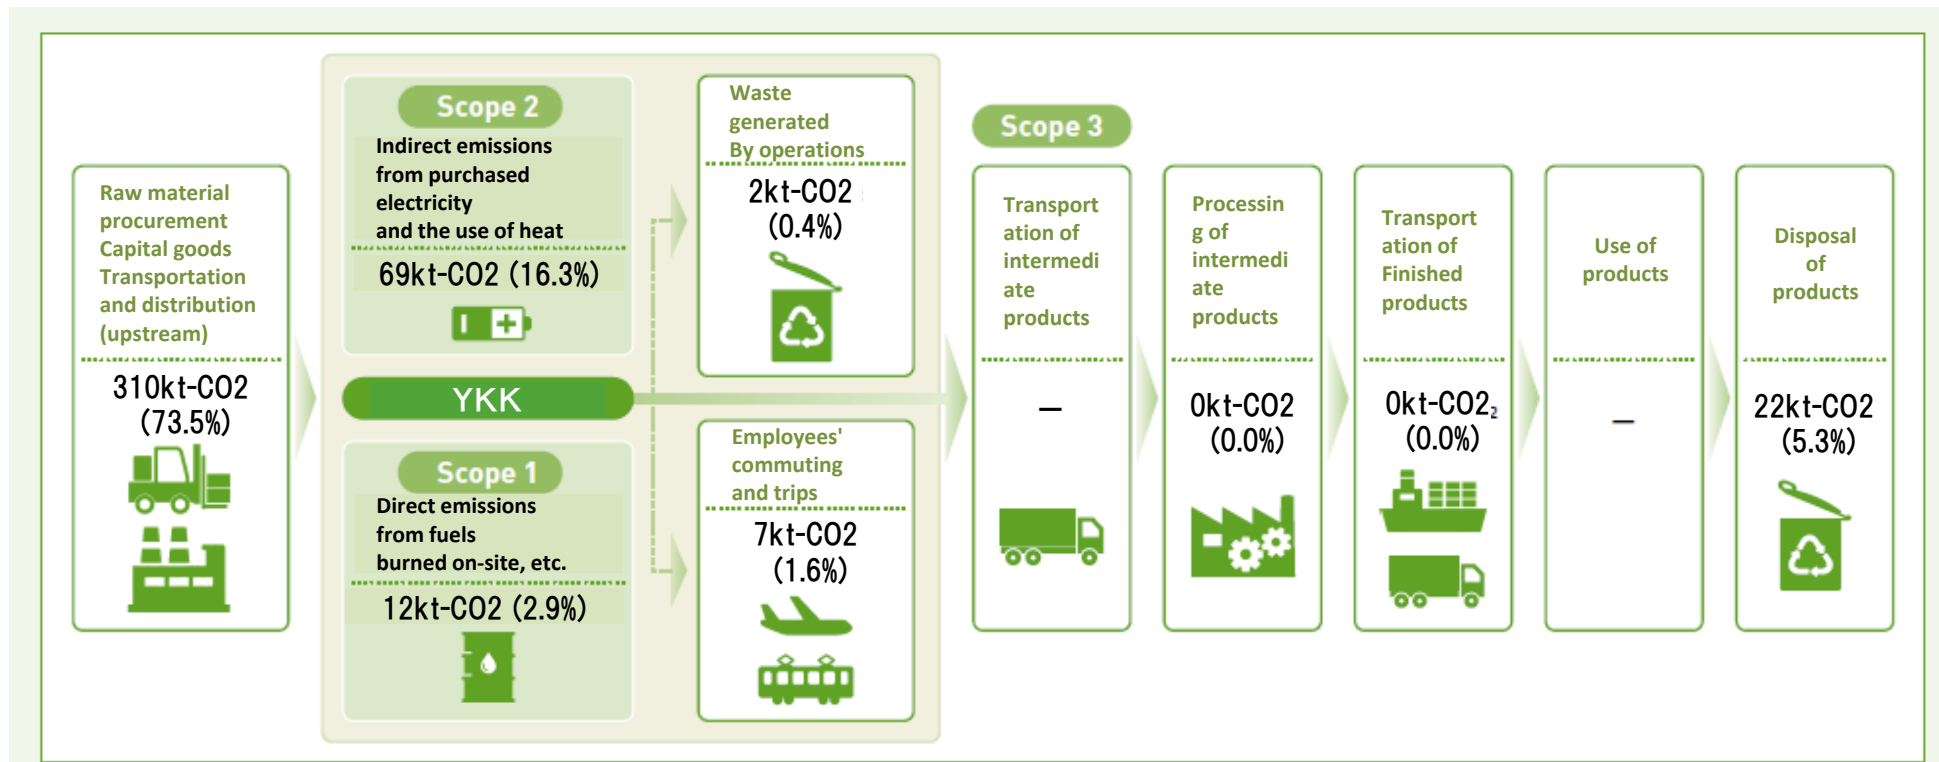 Raw material
procurement
Capital goods
Transportation
and distribution
(upstream)
310kt-CO2
(73.5%)
Scope 2
Indirect emissions
from purchased
electricity
and the use of heat
69kt-CO2 (16.3%)
YKK
Scope 1
Direct emissions
from fuels
burned on-site, etc.
12kt-CO2 (2.9%)
Waste
generated
By operations
2kt-CO2
(0.4%)
Employees'
commuting
and trips
7kt-CO2
(1.6%)
Scope 3
Transport
ation of
intermedi
ate
products
—
Processin
g of
intermedi
ate
products
0kt-CO2
(0.0%)
Transport
ation of
Finished
products
0kt-CO2₂
(0.0%)
Use of
products
—
Disposal
of
products
22kt-CO2
(5.3%)